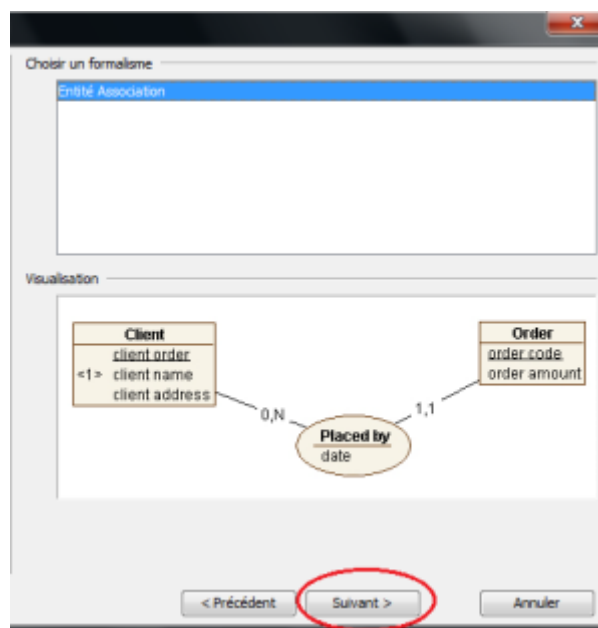 Choisir un formalisme
Entité Association
Visualisation
Client
client order
<1> client name
client address
Order
order code
order amount
0,N
1,1
Placed by
date
< Précédent
Suivant >
Annuler